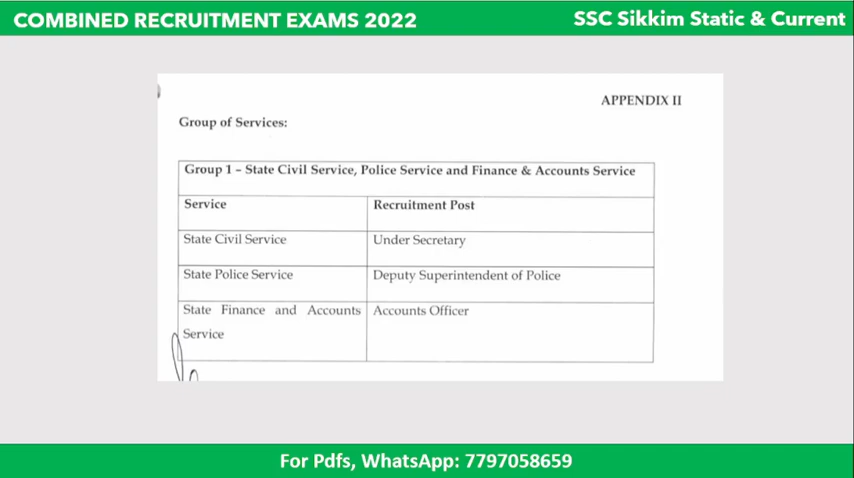 COMBINED RECRUITMENT EXAMS 2022
SSC Sikkim Static & Current
APPENDIX II
Group of Services:
Group 1 – State Civil Service, Police Service and Finance & Accounts Service
Service
Recruitment Post
State Civil Service
Under Secretary
State Police Service
Deputy Superintendent of Police
State Finance and Accounts
Service
Accounts Officer
For Pdfs, WhatsApp: 7797058659